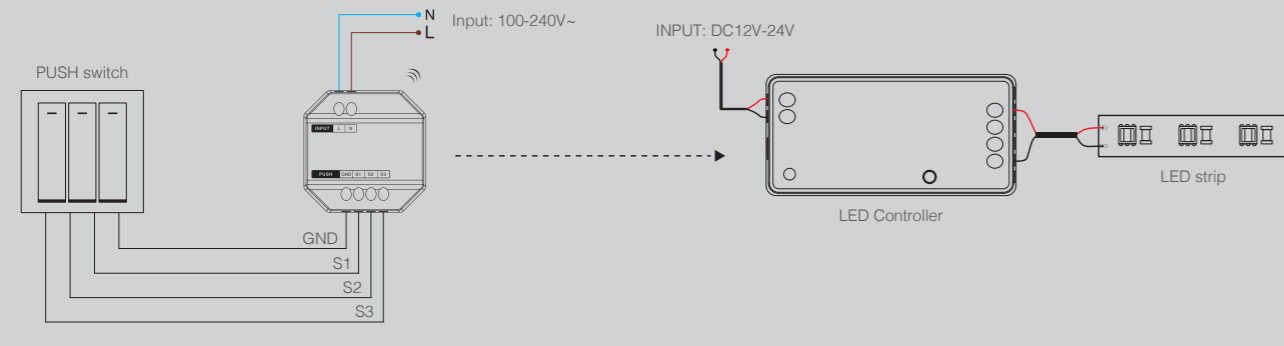 N
Input: 100-240V~
L
INPUT: DC12V-24V
PUSH switch
INPUT L N
PUSH GND S1 S2 S3
LED strip
LED Controller
GND
S1
S2
S3